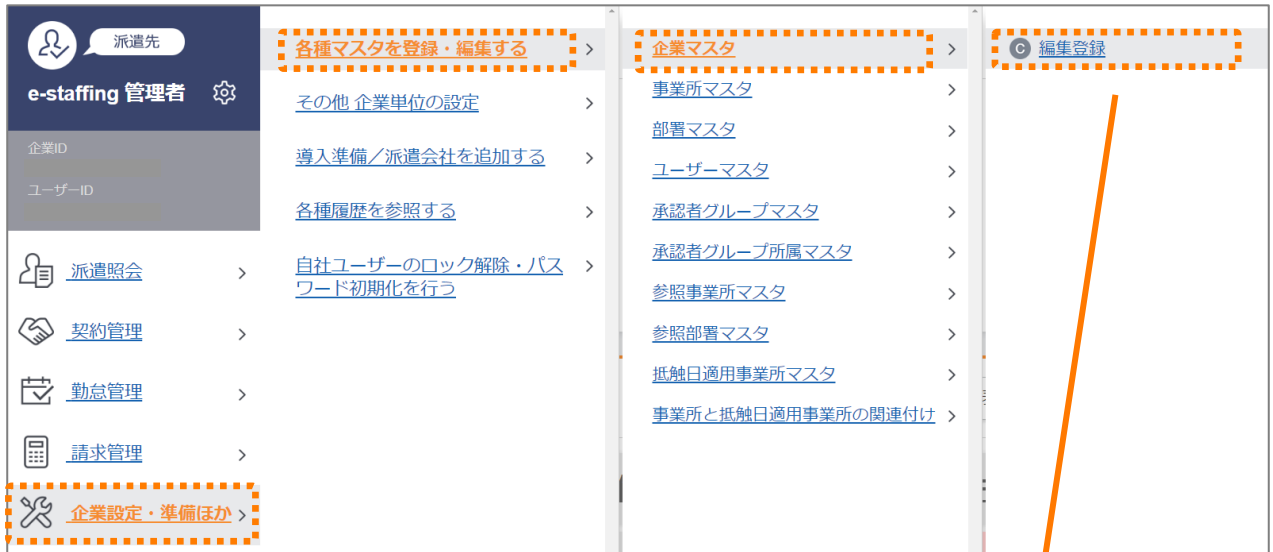 派遣先
e-staffing 管理者
企業ID
ユーザーID
派遣照会
契約管理
勤怠管理
請求管理
企業設定・準備ほか
各種マスタを登録・編集する
その他 企業単位の設定
導入準備／派遣会社を追加する
各種履歴を参照する
自社ユーザーのロック解除・パス
ワード初期化を行う
企業マスタ
事業所マスタ
部署マスタ
ユーザーマスタ
承認者グループマスタ
承認者グループ所属マスタ
参照事業所マスタ
参照部署マスタ
抵触日適用事業所マスタ
事業所と抵触日適用事業所の関連付け
C 編集登録